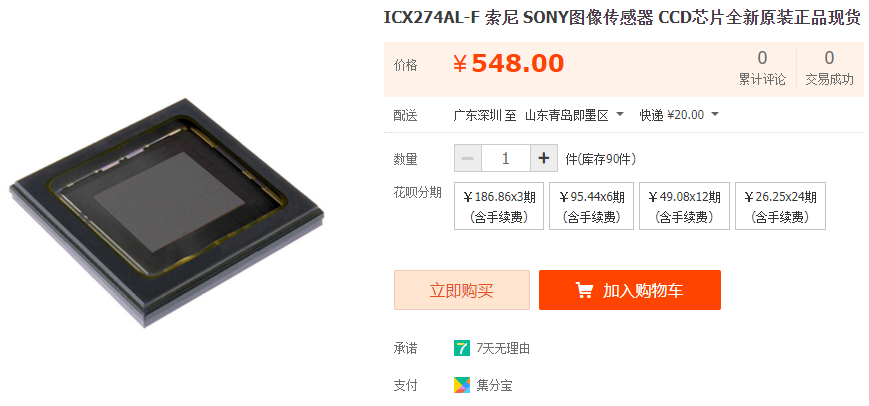 ICX274AL-F 索尼 SONY图像传感器 CCD芯片全新原装正品现货
价格 ¥548.00 0 累计评论 0 交易成功
配送 广东深圳 至 山东青岛即墨区 快递 ¥20.00
数量 − 1 + 件(库存90件)
花呗分期 ¥186.86x3期 ¥95.44x6期 ¥49.08x12期 ¥26.25x24期
(含手续费) (含手续费) (含手续费) (含手续费)
立即购买 加入购物车
承诺 7 7天无理由
支付 集分宝